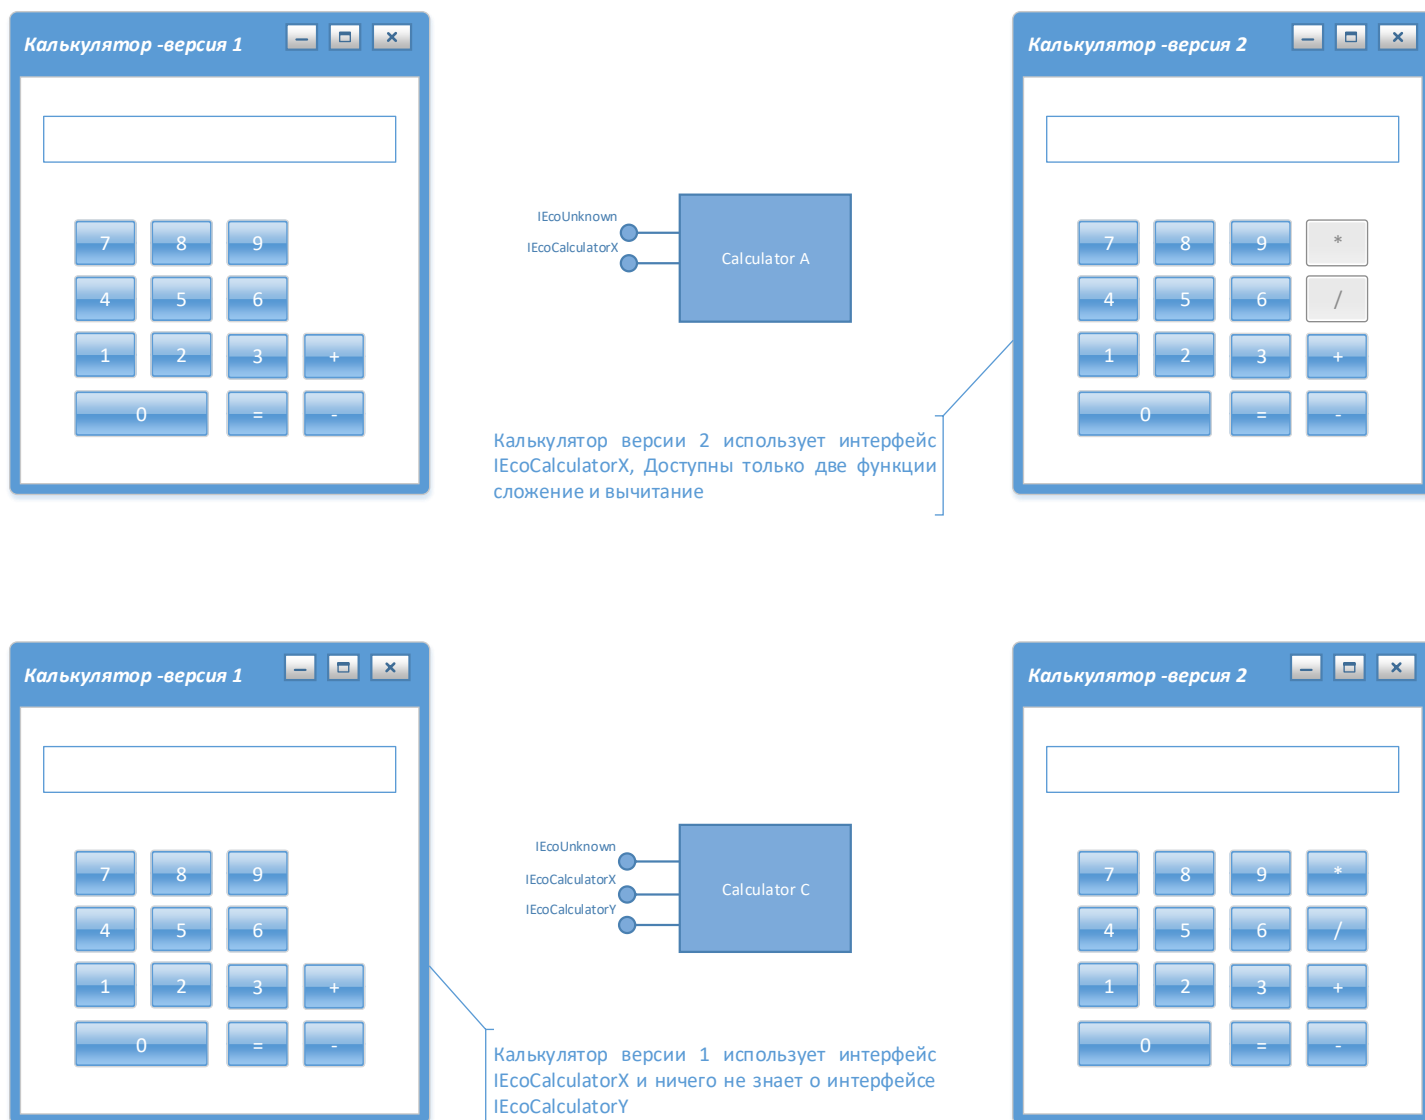 Калькулятор -версия 1
7 8 9
4 5 6
1 2 3 +
0 = -
IEcoUnknown
IEcoCalculatorX
Calculator A
Калькулятор версии 2 использует интерфейс
IEcoCalculatorX, Доступны только две функции
сложение и вычитание
Калькулятор -версия 2
7 8 9 *
4 5 6 /
1 2 3 +
0 = -
Калькулятор -версия 1
7 8 9
4 5 6
1 2 3 +
0 = -
IEcoUnknown
IEcoCalculatorX
IEcoCalculatorY
Calculator C
Калькулятор версии 1 использует интерфейс
IEcoCalculatorX и ничего не знает о интерфейсе
IEcoCalculatorY
Калькулятор -версия 2
7 8 9 *
4 5 6 /
1 2 3 +
0 = -